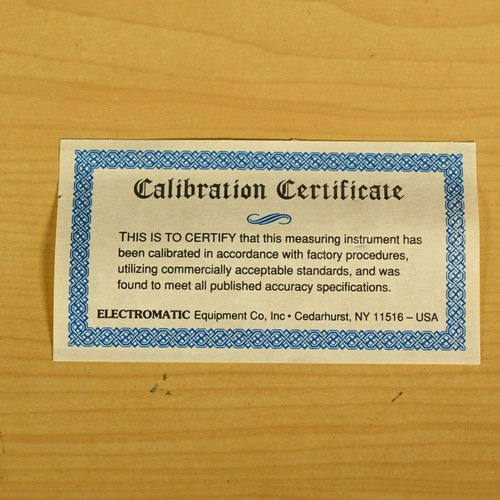 Calibration Certificate
THIS IS TO CERTIFY that this measuring instrument has
been calibrated in accordance with factory procedures,
utilizing commercially acceptable standards, and was
found to meet all published accuracy specifications.
ELECTROMATIC Equipment Co, Inc • Cedarhurst, NY 11516 – USA